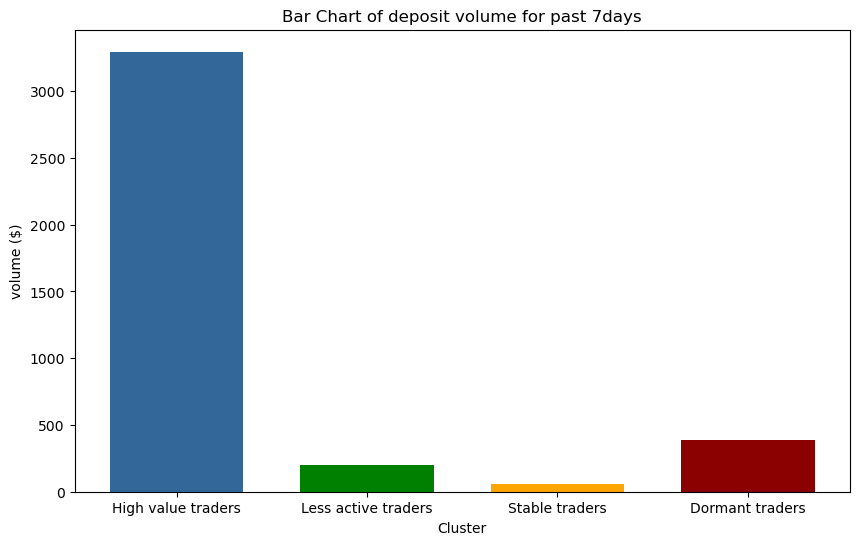 Bar Chart of deposit volume for past 7days
volume ($)
3000
2500
2000
1500
1000
500
0
High value traders
Less active traders
Stable traders
Dormant traders
Cluster